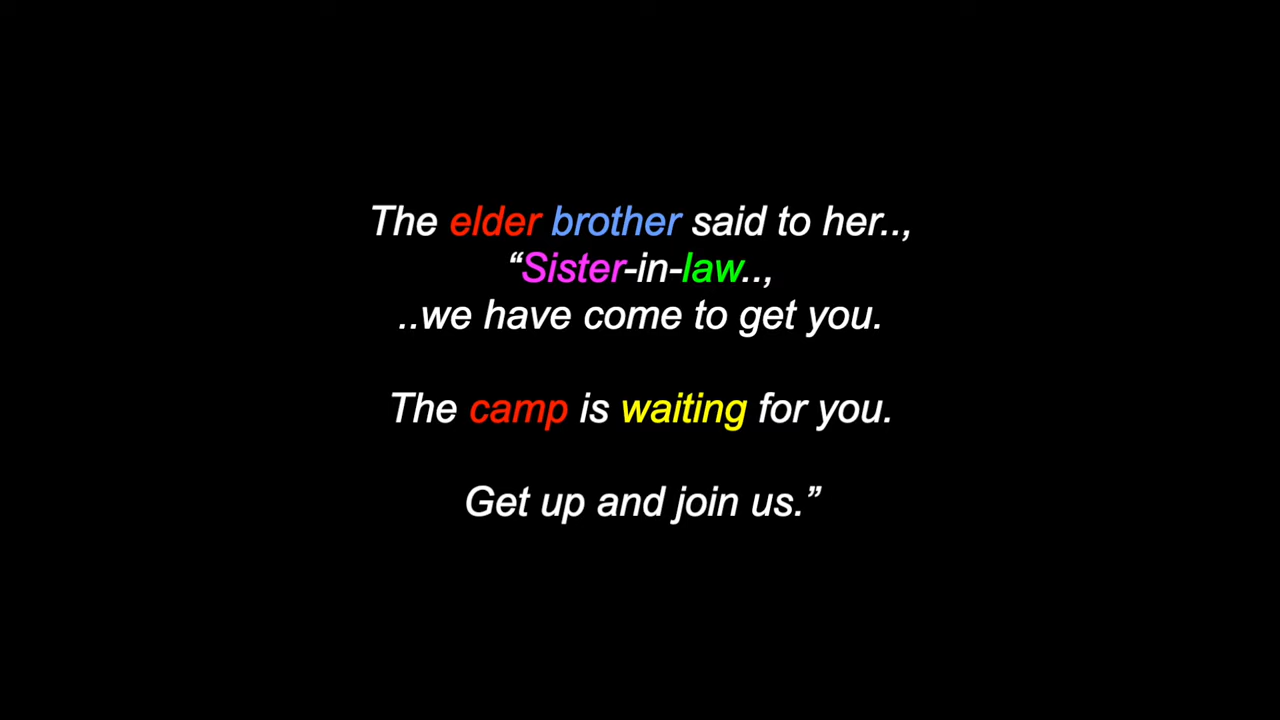 The elder brother said to her..,
“Sister-in-law..,
..we have come to get you.
The camp is waiting for you.
Get up and join us.”